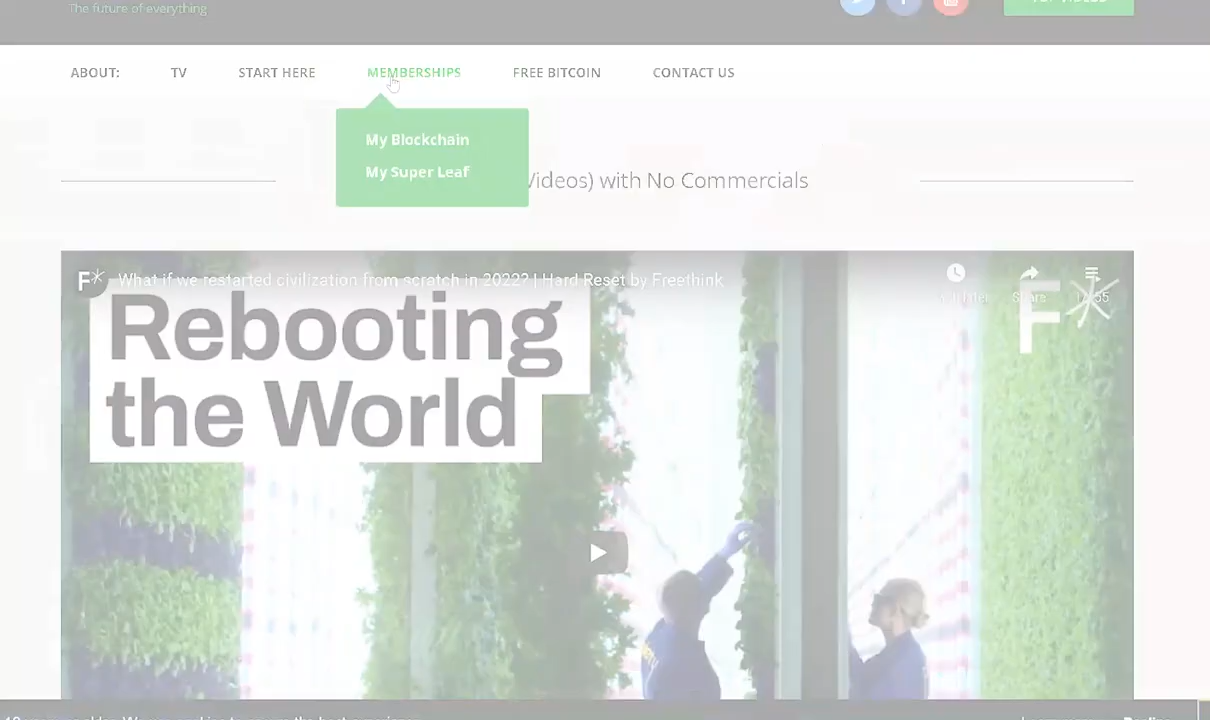 The future of everything
ABOUT: TV START HERE MEMBERSHIPS FREE BITCOIN CONTACT US
My Blockchain
My Super Leaf
Videos) with No Commercials
F What if we restarted civilization from scratch in 2022? | Hard Reset by Freethink
Share
Rebooting
the World
F